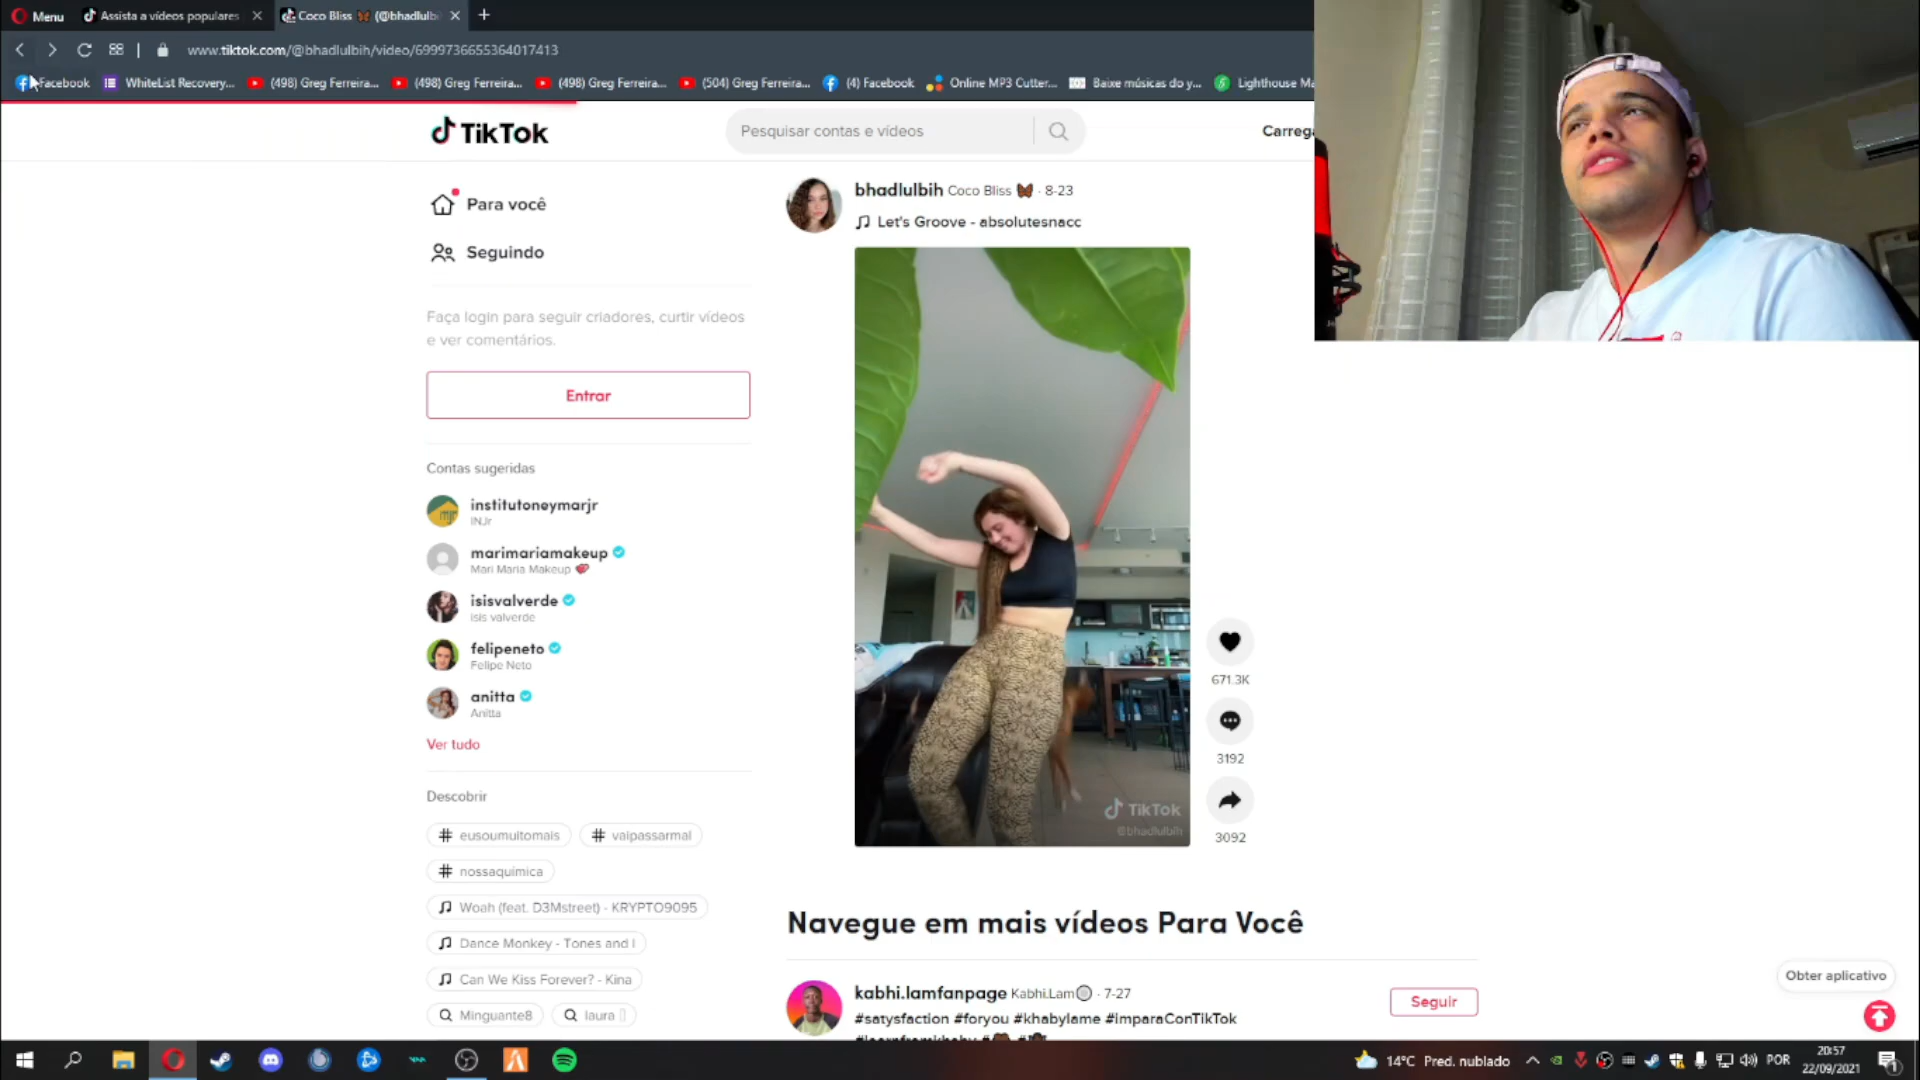 Menu
Assista a vídeos populares
Coco Bliss 🦋 (@bhadlulbi
www.tiktok.com/@bhadlulbih/video/6999736655364017413
Facebook
WhiteList Recovery...
(498) Greg Ferreira...
(498) Greg Ferreira...
(498) Greg Ferreira...
(504) Greg Ferreira...
(4) Facebook
Online MP3 Cutter...
Baixe músicas do y...
Lighthouse Ma
TikTok
Pesquisar contas e vídeos
Carrega
Para você
Seguindo
Faça login para seguir criadores, curtir vídeos
e ver comentários.
Entrar
Contas sugeridas
institutoneymarjr
INJr
marimariamakeup
Mari Maria Makeup
isisvalverde
isis valverde
felipeneto
Felipe Neto
anitta
Anitta
Ver tudo
Descobrir
# eusoumuitomais
# vaipassarmal
# nossaquímica
Woah (feat. D3Mstreet) - KRYPTO9095
Dance Monkey - Tones and I
Can We Kiss Forever? - Kina
Minguante8
laura
bhadlulbih Coco Bliss 🦋 · 8-23
Let's Groove - absolutesnacc
TikTok
@bhadlulbih
671.3K
3192
3092
Navegue em mais vídeos Para Você
kabhi.lamfanpage Kabhi.Lam · 7-27
#satysfaction #foryou #khabylame #imparaConTikTok
Seguir
Obter aplicativo
14°C Pred. nublado
POR
20:57
22/09/2021